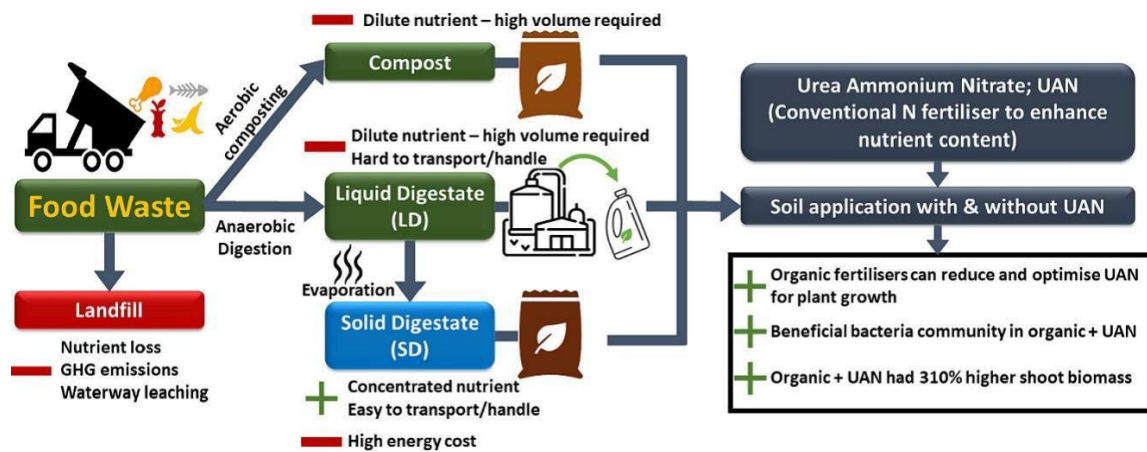 Dilute nutrient – high volume required
Compost
Aerobic
composting
Dilute nutrient – high volume required
Hard to transport/handle
Food Waste
Anaerobic
Digestion
Liquid Digestate
(LD)
Evaporation
Landfill
Nutrient loss
GHG emissions
Waterway leaching
Solid Digestate
(SD)
Concentrated nutrient
Easy to transport/handle
High energy cost
Urea Ammonium Nitrate; UAN
(Conventional N fertiliser to enhance
nutrient content)
Soil application with & without UAN
Organic fertilisers can reduce and optimise UAN
for plant growth
Beneficial bacteria community in organic + UAN
Organic + UAN had 310% higher shoot biomass